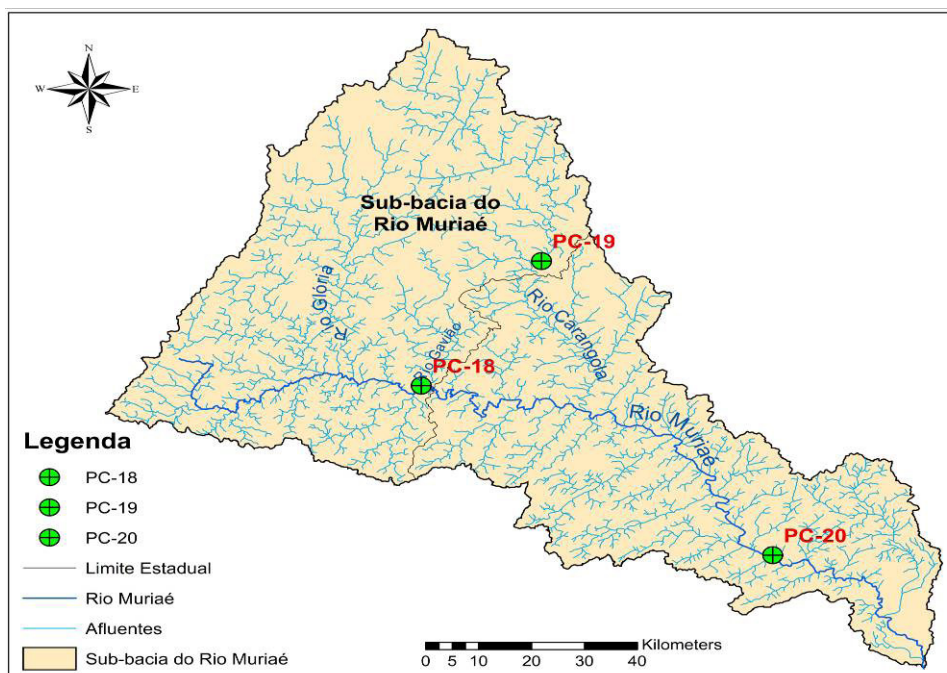 N
W E
S
Sub-bacia do
Rio Muriaé
PC-19
Rio Glória
Rio Carangola
Rio Gavião
PC-18
Rio Muriaé
PC-20
Legenda
PC-18
PC-19
PC-20
Limite Estadual
Rio Muriaé
Afluentes
Sub-bacia do Rio Muriaé
Kilometers
0 5 10 20 30 40